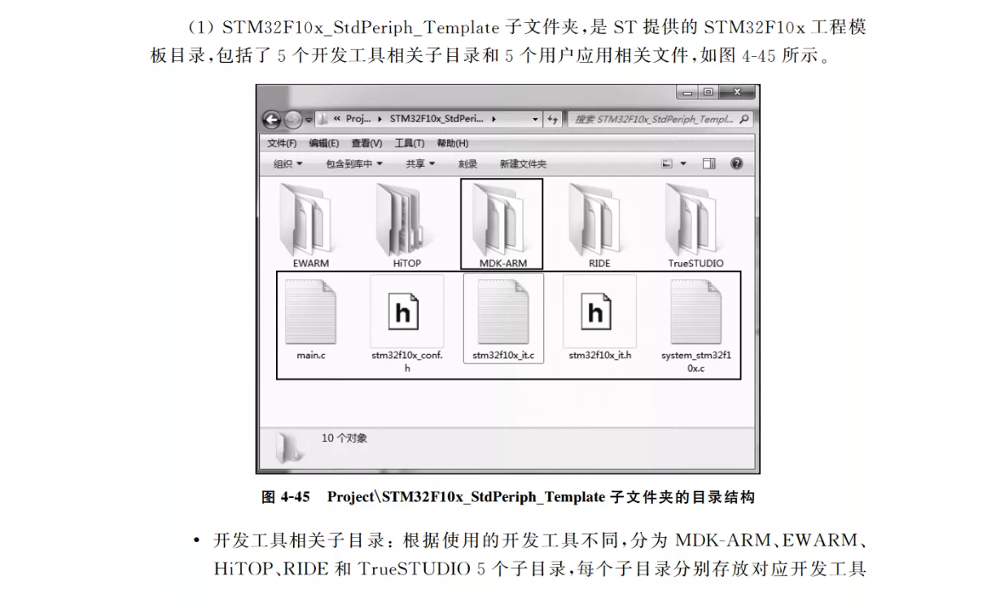 (1) STM32F10x_StdPeriph_Template 子文件夹,是 ST 提供的 STM32F10x 工程模
板目录,包括了 5 个开发工具相关子目录和 5 个用户应用相关文件,如图 4-45 所示。
« Proj... ▸ STM32F10x_StdPeri... ▸ 搜索 STM32F10x_StdPeriph_Templ...
文件(F) 编辑(E) 查看(V) 工具(T) 帮助(H)
组织 包含到库中 共享 刻录 新建文件夹
EWARM HiTOP MDK-ARM RIDE TrueSTUDIO
h h
main.c stm32f10x_conf. stm32f10x_it.c stm32f10x_it.h system_stm32f1
h 0x.c
10 个对象
图 4-45 Project\STM32F10x_StdPeriph_Template 子文件夹的目录结构
• 开发工具相关子目录: 根据使用的开发工具不同,分为 MDK-ARM、EWARM、
HiTOP、RIDE 和 TrueSTUDIO 5 个子目录,每个子目录分别存放对应开发工具